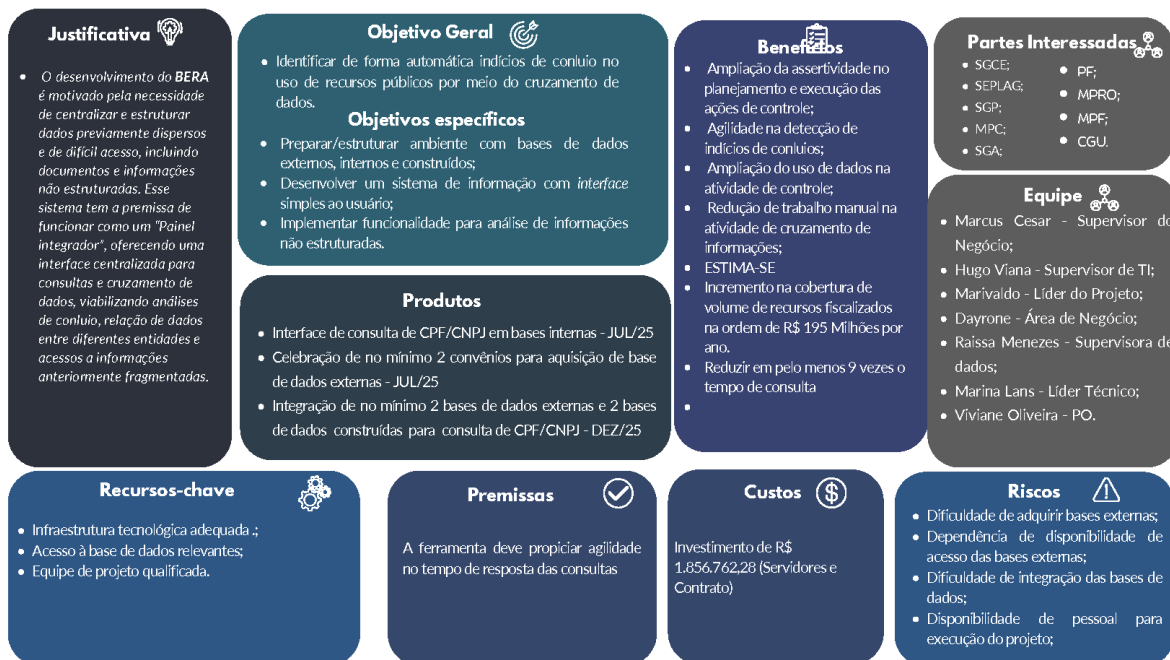 Justificativa
• O desenvolvimento do BERA
é motivado pela necessidade
de centralizar e estruturar
dados previamente dispersos
e de difícil acesso, incluindo
documentos e informações
não estruturadas. Esse
sistema tem a premissa de
funcionar como um "Painel
integrador", oferecendo uma
interface centralizada para
consultas e cruzamento de
dados, viabilizando análises
de conluio, relação de dados
entre diferentes entidades e
acessos a informações
anteriormente fragmentadas.
Objetivo Geral
• Identificar de forma automática indícios de conluio no
uso de recursos públicos por meio do cruzamento de
dados.
Objetivos específicos
• Preparar/estruturar ambiente com bases de dados
externos, internos e construídos;
• Desenvolver um sistema de informação com interface
simples ao usuário;
• Implementar funcionalidade para análise de informações
não estruturadas.
Produtos
• Interface de consulta de CPF/CNPJ em bases internas - JUL/25
• Celebração de no mínimo 2 convênios para aquisição de base
de dados externas - JUL/25
• Integração de no mínimo 2 bases de dados externas e 2 bases
de dados construídas para consulta de CPF/CNPJ - DEZ/25
Benefícios
• Ampliação da assertividade no
planejamento e execução das
ações de controle;
• Agilidade na detecção de
indícios de conluios;
• Ampliação do uso de dados na
atividade de controle;
• Redução de trabalho manual na
atividade de cruzamento de
informações;
• ESTIMA-SE
• Incremento na cobertura de
volume de recursos fiscalizados
na ordem de R$ 195 Milhões por
ano.
• Reduzir em pelo menos 9 vezes o
tempo de consulta
•
Partes Interessadas
• SGCE;
• SEPLAG;
• SGP;
• MPC;
• SGA;
• PF;
• MPRO;
• MPF;
• CGU.
Equipe
• Marcus Cesar - Supervisor do
Negócio;
• Hugo Viana - Supervisor de TI;
• Marivaldo - Líder do Projeto;
• Dayrone - Área de Negócio;
• Raissa Menezes - Supervisora de
dados;
• Marina Lans - Líder Técnico;
• Viviane Oliveira - PO.
Recursos-chave
• Infraestrutura tecnológica adequada .;
• Acesso à base de dados relevantes;
• Equipe de projeto qualificada.
Premissas
A ferramenta deve propiciar agilidade
no tempo de resposta das consultas
Custos
Investimento de R$
1.856.762,28 (Servidores e
Contrato)
Riscos
• Dificuldade de adquirir bases externas;
• Dependência de disponibilidade de
acesso das bases externas;
• Dificuldade de integração das bases de
dados;
• Disponibilidade de pessoal para
execução do projeto;